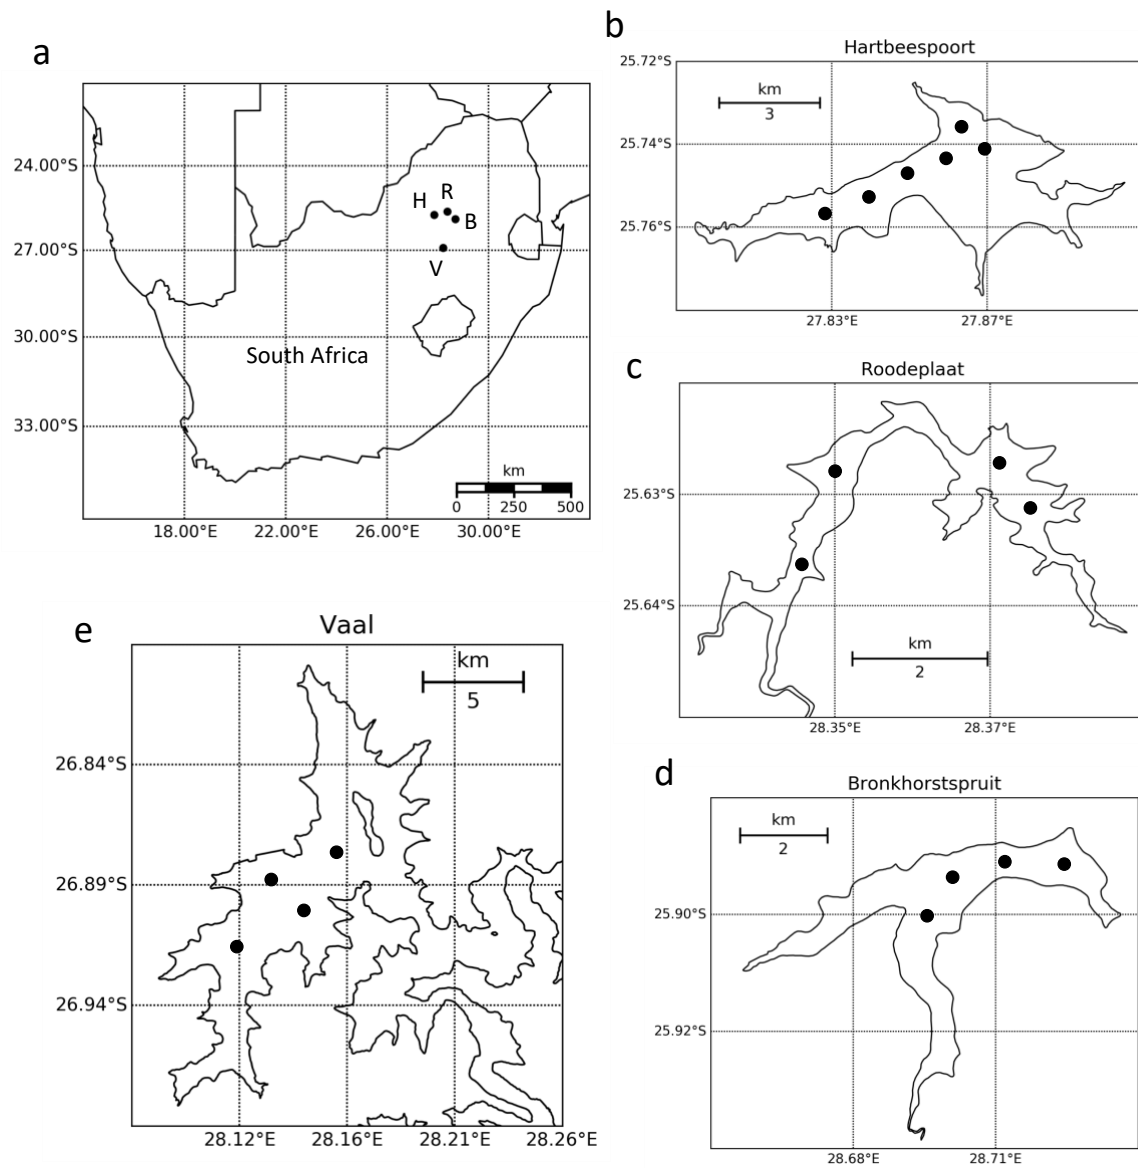 a
24.00°S
27.00°S
30.00°S
33.00°S
H
R
B
V
South Africa
km
0
250
500
18.00°E
22.00°E
26.00°E
30.00°E
b
Hartbeespoort
25.72°S
25.74°S
25.76°S
km
3
27.83°E
27.87°E
c
Roodeplaat
25.63°S
25.64°S
km
2
28.35°E
28.37°E
d
Bronkhorstspruit
km
2
25.90°S
25.92°S
28.68°E
28.71°E
e
Vaal
km
5
26.84°S
26.89°S
26.94°S
28.12°E
28.16°E
28.21°E
28.26°E